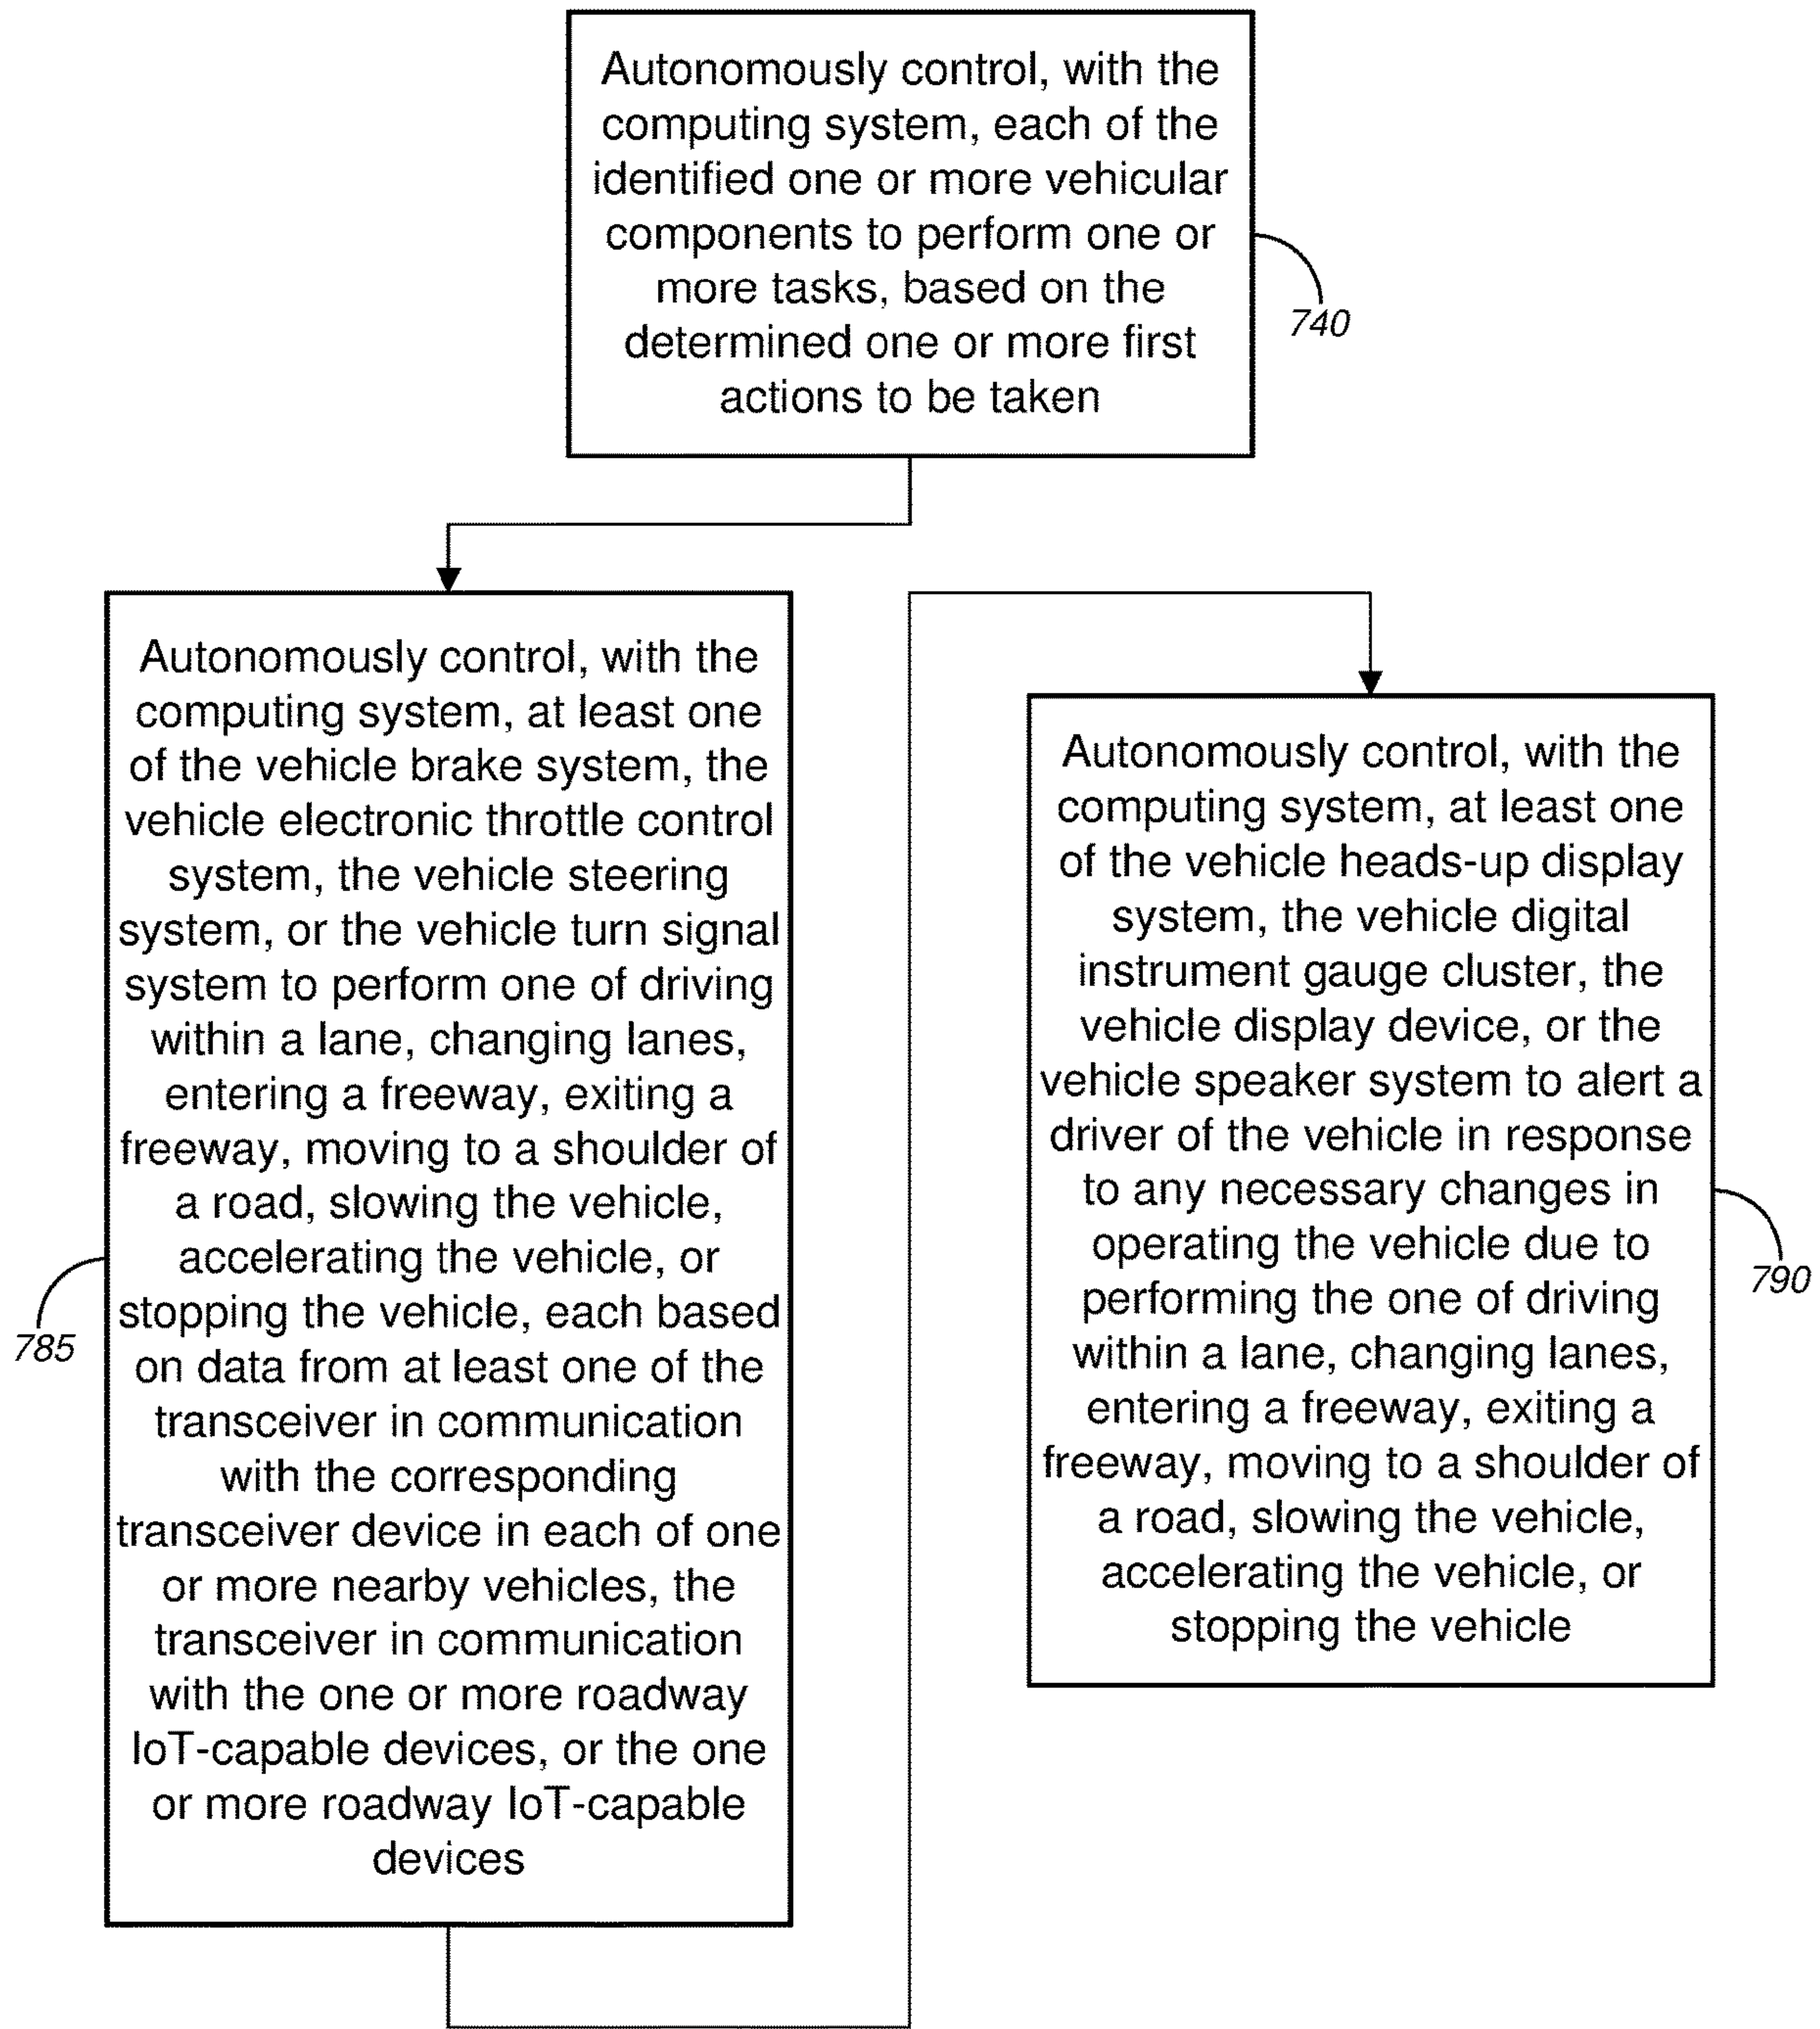 Autonomously control, with the
computing system, each of the
identified one or more vehicular
components to perform one or
more tasks, based on the
determined one or more first
actions to be taken
740
Autonomously control, with the
computing system, at least one
of the vehicle brake system, the
vehicle electronic throttle control
system, the vehicle steering
system, or the vehicle turn signal
system to perform one of driving
within a lane, changing lanes,
entering a freeway, exiting a
freeway, moving to a shoulder of
a road, slowing the vehicle,
accelerating the vehicle, or
stopping the vehicle, each based
on data from at least one of the
transceiver in communication
with the corresponding
transceiver device in each of one
or more nearby vehicles, the
transceiver in communication
with the one or more roadway
IoT-capable devices, or the one
or more roadway IoT-capable
devices
785
Autonomously control, with the
computing system, at least one
of the vehicle heads-up display
system, the vehicle digital
instrument gauge cluster, the
vehicle display device, or the
vehicle speaker system to alert a
driver of the vehicle in response
to any necessary changes in
operating the vehicle due to
performing the one of driving
within a lane, changing lanes,
entering a freeway, exiting a
freeway, moving to a shoulder of
a road, slowing the vehicle,
accelerating the vehicle, or
stopping the vehicle
790